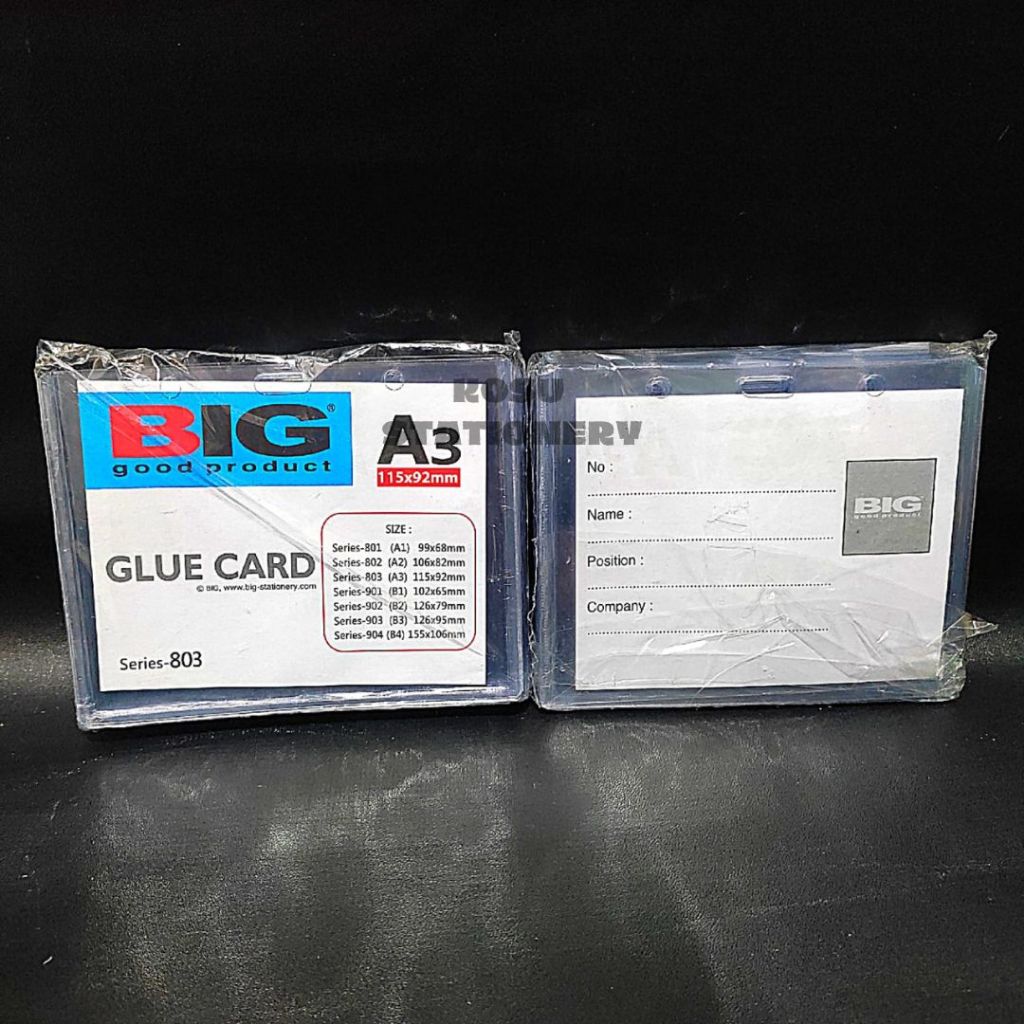 BIG®
good product
A3
115x92mm
GLUE CARD
© BIG, www.big-stationery.com
SIZE :
Series-801 (A1) 99x68mm
Series-802 (A2) 106x82mm
Series-803 (A3) 115x92mm
Series-901 (B1) 102x65mm
Series-902 (B2) 126x79mm
Series-903 (B3) 126x95mm
Series-904 (B4) 155x106mm
Series-803
KOSU
STATIONERY
No :
Name :
Position :
Company :
BIG
good product